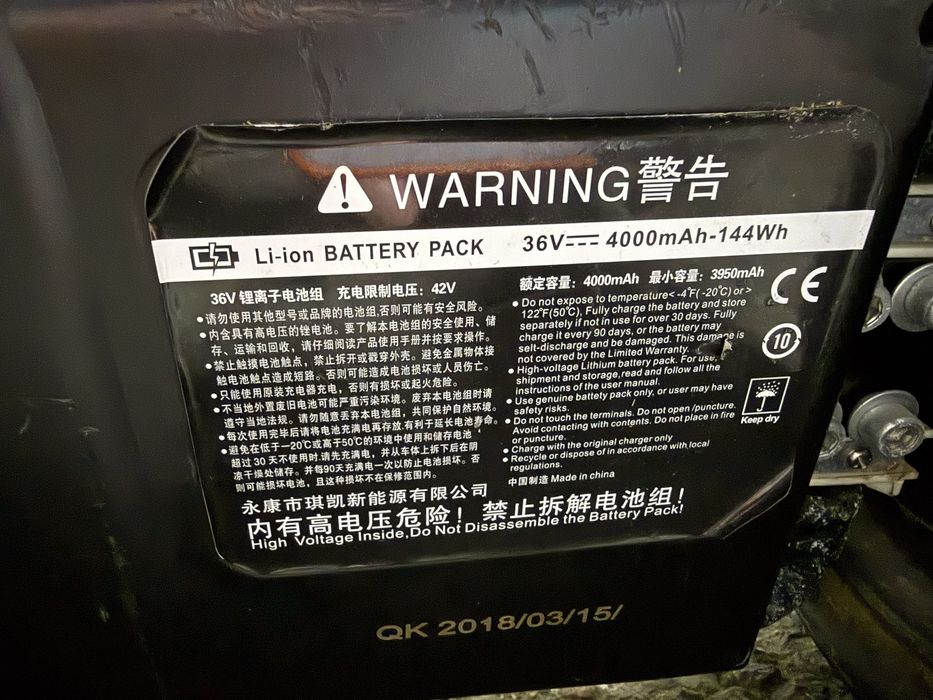 WARNING警告
Li-ion BATTERY PACK 36V 4000mAh-144Wh
36V 锂离子电池组 充电限制电压：42V
●请勿使用其他型号或品牌的电池组,否则可能有安全风险。
●内含具有高电压的锉电池。要了解本电池组的安全使用、储
存、运输和回收，请仔细阅读产品使用手册并按要求操作。
●禁止触摸电池触点，禁止拆开或戳穿外壳。避免金属物体接
触电池触点造成短路。否则可能造成电池损坏或人员伤亡。
●只能使用原装充电器充电，否则有损坏或起火危险。
●不当地外置废旧电池可能严重污染环境。废弃本电池组时请
遵守当地法规。请勿随意丢弃本电池组，共同保护自然环境。
●每次使用完毕后请将电池充满电再存放,有利于延长电池寿命。
●避免在低于－20℃或高于50℃的环境中使用和储存电池，
超过 30 天不使用时.请先充满电，并从车体上拆下后在阴
凉干燥处储存。并每90天充满电一次以防止电池损坏。否
则可能损坏电池，且这种损坏不在保修范围内。
额定容量：4000mAh 最小容量：3950mAh
● Do not expose to temperature< -4℉( -20℃) or >
122℉(50℃), Fully charge the battery and store
separately if not in use for over 30 days. Fully
charge it every 90 days, or the battery may
selt-discharge and be damaged. This damage is
not covered by the Limited Warranty.
● High-voltage Lithium battery pack. For use,
shipment and storage,read and follow all the
instructions of the user manual.
● Use genuine battety pack only, or user may have
safety risks.
● Do not touch the terminals. Do not open /puncture.
Avoid contacting with contents. Do not place in fire
or puncture.
● Charge with the original charger only
● Recycle or dispose of in accordance with local
regulations.
中国制造 Made in china
CE
10
Keep dry
永康市琪凯新能源有限公司
内有高电压危险！禁止拆解电池组！
High Voltage Inside,Do Not Disassemble the Battery Pack!
QK 2018/03/15/